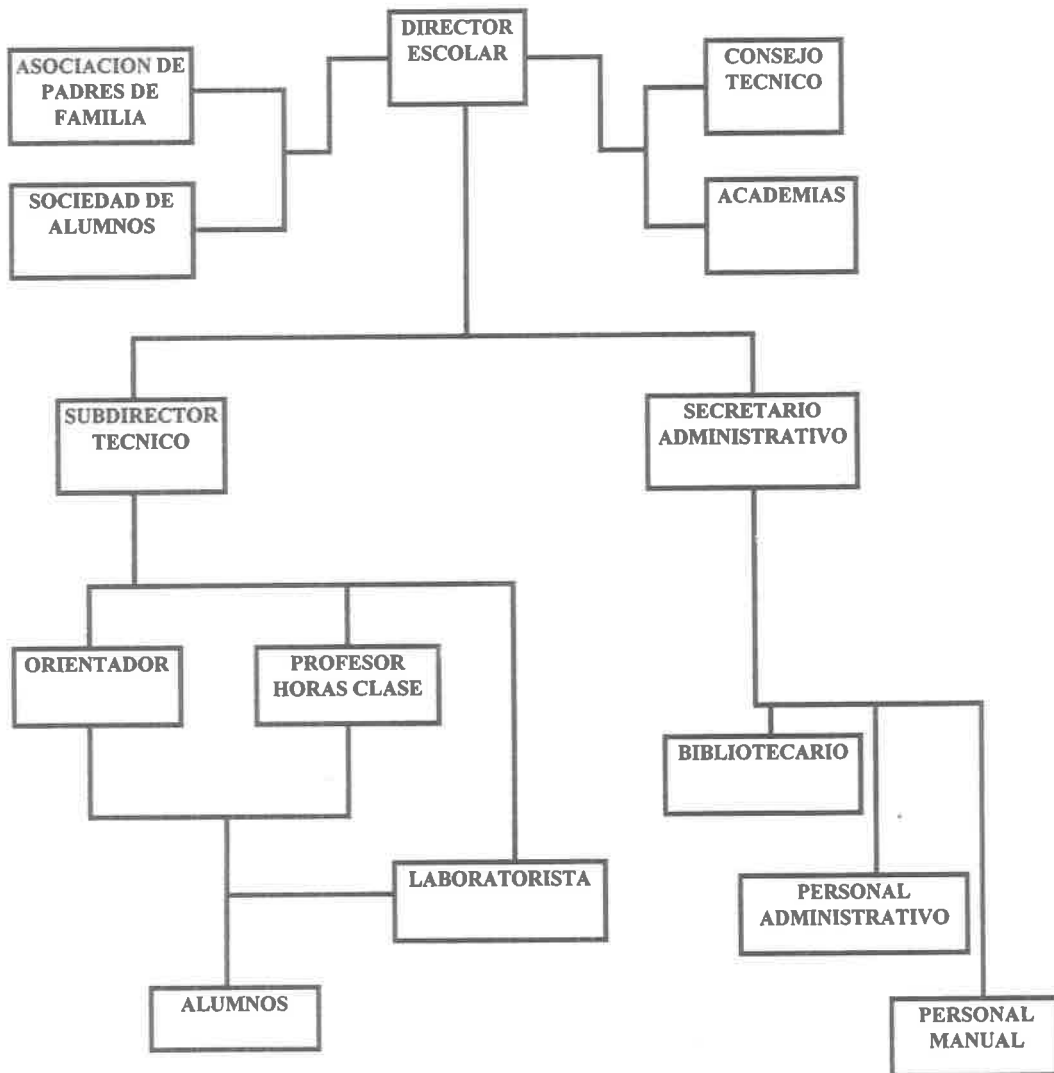 DIRECTOR
ESCOLAR
ASOCIACION DE
PADRES DE
FAMILIA
CONSEJO
TECNICO
SOCIEDAD DE
ALUMNOS
ACADEMIAS
SUBDIRECTOR
TECNICO
SECRETARIO
ADMINISTRATIVO
ORIENTADOR
PROFESOR
HORAS CLASE
BIBLIOTECARIO
LABORATORISTA
PERSONAL
ADMINISTRATIVO
ALUMNOS
PERSONAL
MANUAL